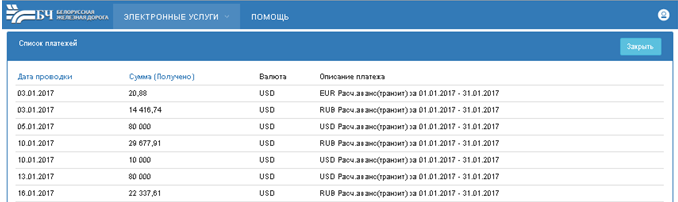 БЧ БЕЛОРУССКАЯ ЖЕЛЕЗНАЯ ДОРОГА ЭЛЕКТРОННЫЕ УСЛУГИ ПОМОЩЬ
Список платежей Закрыть
Дата проводки Сумма (Получено) Валюта Описание платежа
03.01.2017 20,88 USD EUR Расч.аванс(транзит) за 01.01.2017 - 31.01.2017
03.01.2017 14 416,74 USD RUB Расч.аванс(транзит) за 01.01.2017 - 31.01.2017
05.01.2017 80 000 USD USD Расч.аванс(транзит) за 01.01.2017 - 31.01.2017
10.01.2017 29 677,91 USD RUB Расч.аванс(транзит) за 01.01.2017 - 31.01.2017
10.01.2017 10 000 USD USD Расч.аванс(транзит) за 01.01.2017 - 31.01.2017
13.01.2017 80 000 USD USD Расч.аванс(транзит) за 01.01.2017 - 31.01.2017
16.01.2017 22 337,61 USD RUB Расч.аванс(транзит) за 01.01.2017 - 31.01.2017